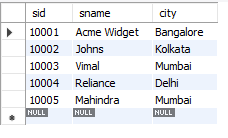 sid sname city
10001 Acme Widget Bangalore
10002 Johns Kolkata
10003 Vimal Mumbai
10004 Reliance Delhi
10005 Mahindra Mumbai
NULL NULL NULL